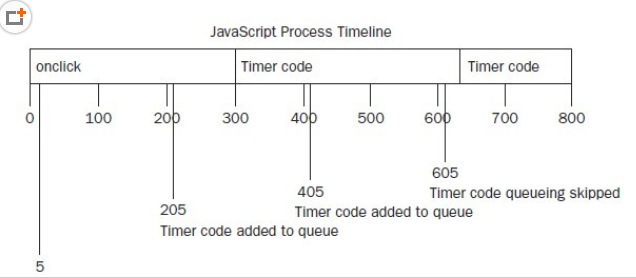 JavaScript Process Timeline
onclick Timer code Timer code
0 100 200 300 400 500 600 700 800
605
Timer code queueing skipped
405
Timer code added to queue
205
Timer code added to queue
5